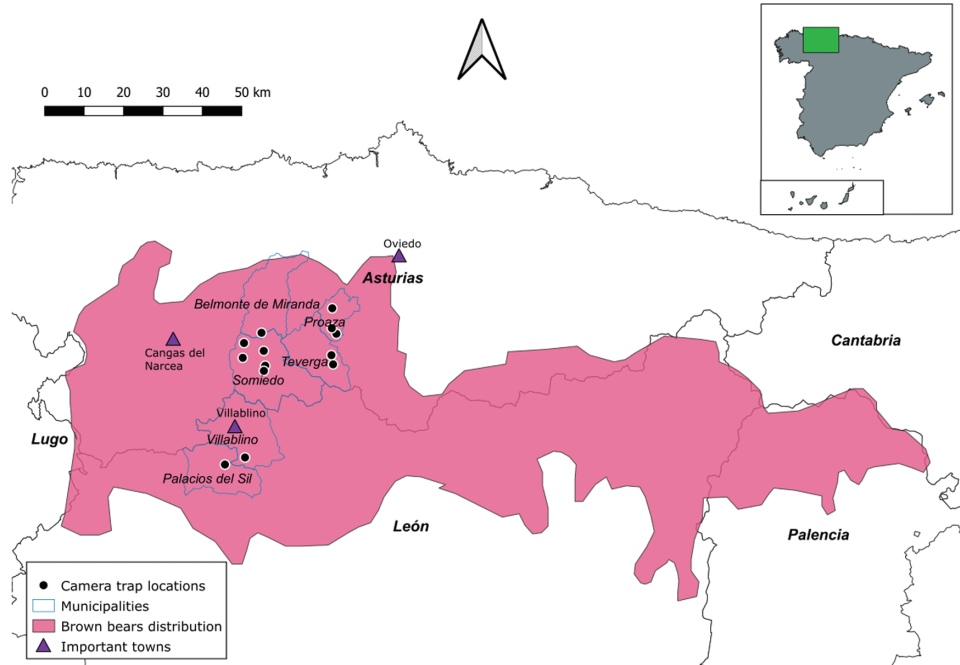 0 10 20 30 40 50 km
Oviedo
Asturias
Belmonte de Miranda
Proaza
Cangas del
Narcea
Teverga
Cantabria
Somiedo
Villablino
Villablino
Lugo
Palacios del Sil
León
Palencia
Camera trap locations
Municipalities
Brown bears distribution
Important towns